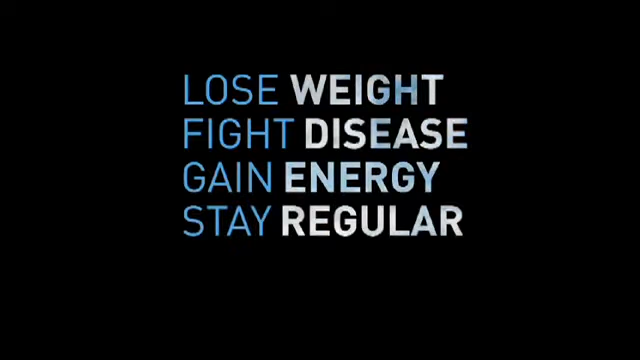 LOSE WEIGHT
FIGHT DISEASE
GAIN ENERGY
STAY REGULAR